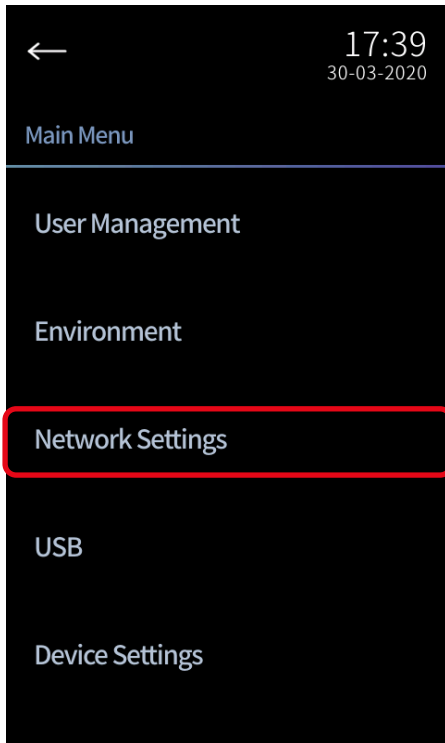 17:39
30-03-2020
Main Menu
User Management
Environment
Network Settings
USB
Device Settings